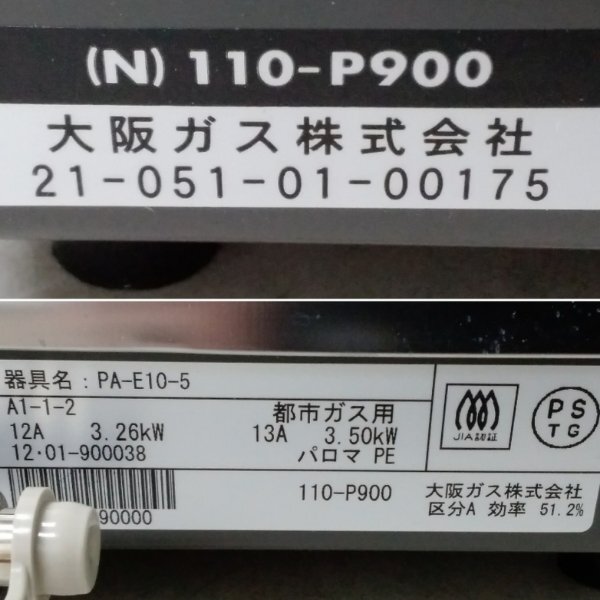 (N) 110-P900
大阪ガス株式会社
21-051-01-00175
器具名:PA-E10-5
A1-1-2 都市ガス用
12A 3.26kW 13A 3.50kW
12・01-900038 パロマ PE
JIA認証
PS
TG
90000
110-P900 大阪ガス株式会社
区分A 効率 51.2%